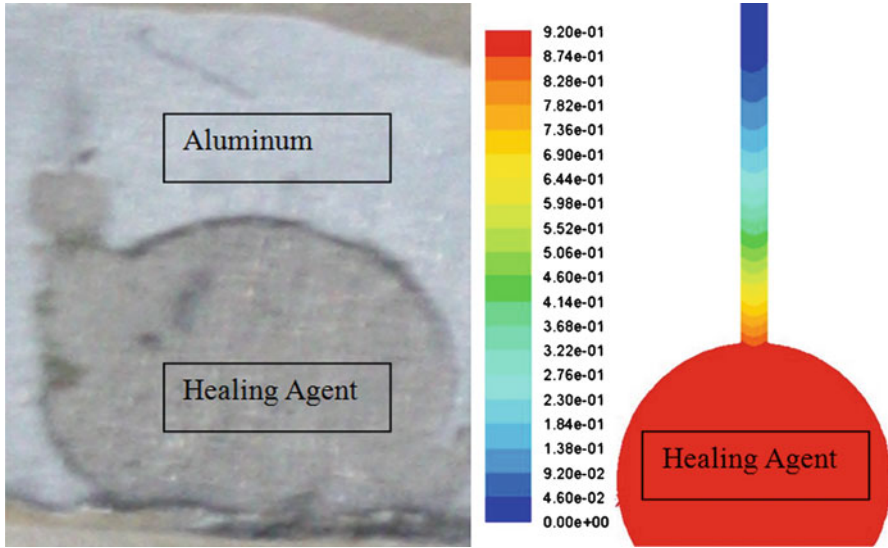 Aluminum
Healing Agent
9.20e-01
8.74e-01
8.28e-01
7.82e-01
7.36e-01
6.90e-01
6.44e-01
5.98e-01
5.52e-01
5.06e-01
4.60e-01
4.14e-01
3.68e-01
3.22e-01
2.76e-01
2.30e-01
1.84e-01
1.38e-01
9.20e-02
4.60e-02
0.00e+00
Healing Agent